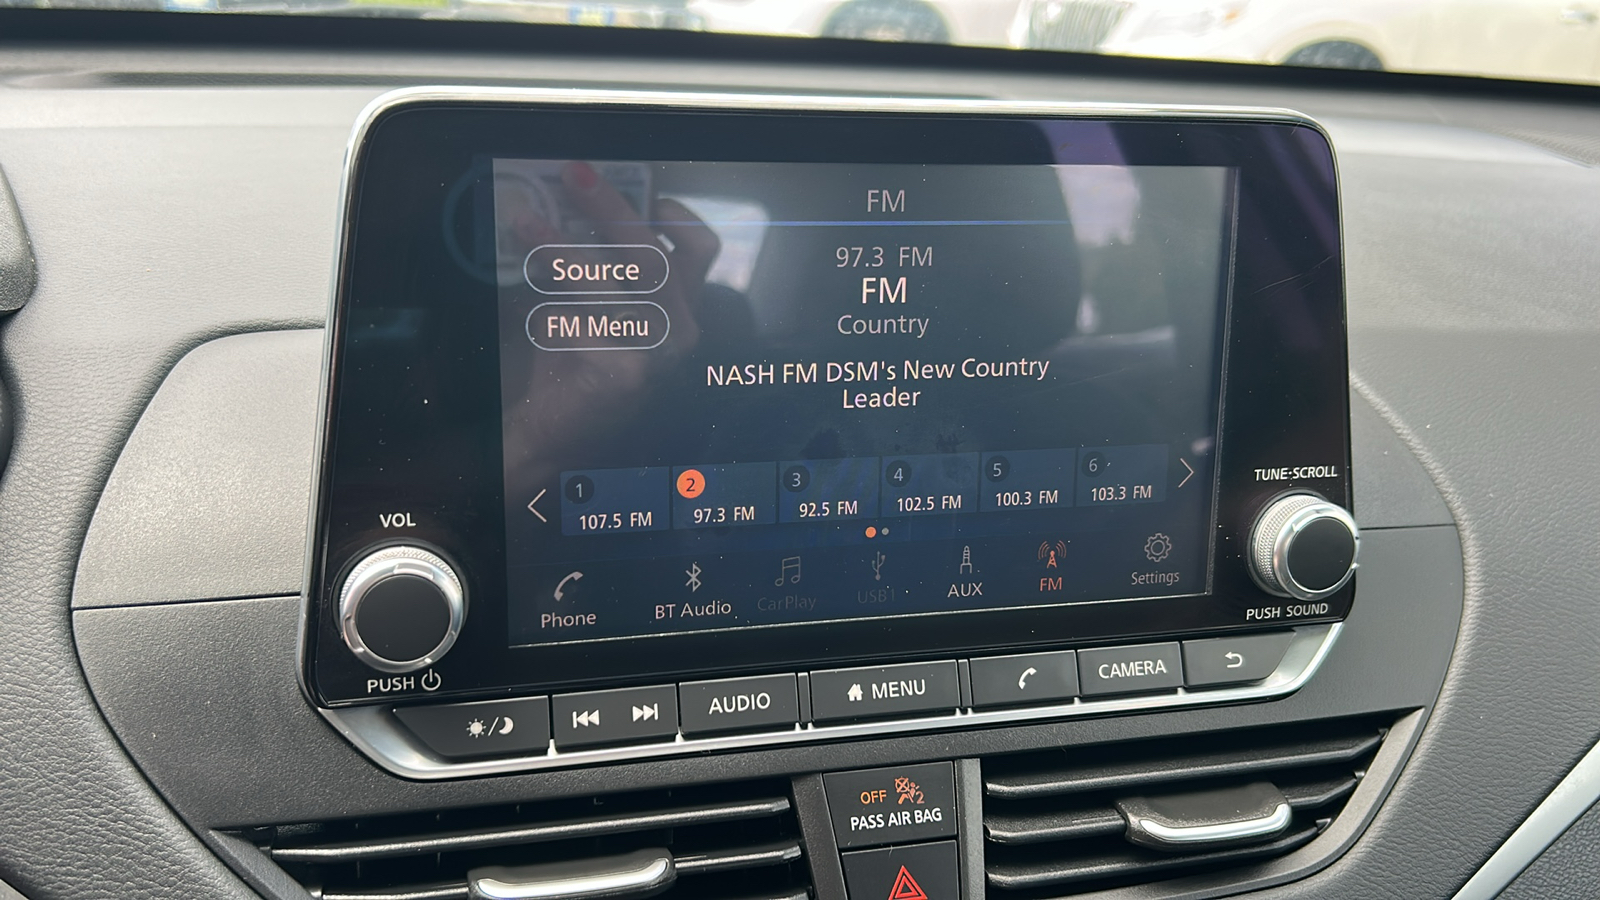 FM
Source
97.3 FM
FM
FM Menu
Country
NASH FM DSM's New Country
Leader
1
107.5 FM
2
97.3 FM
3
92.5 FM
4
102.5 FM
5
100.3 FM
6
103.3 FM
Phone
BT Audio
CarPlay
USB1
AUX
FM
Settings
VOL
PUSH
TUNE·SCROLL
PUSH SOUND
AUDIO
MENU
CAMERA
OFF
2
PASS AIR BAG